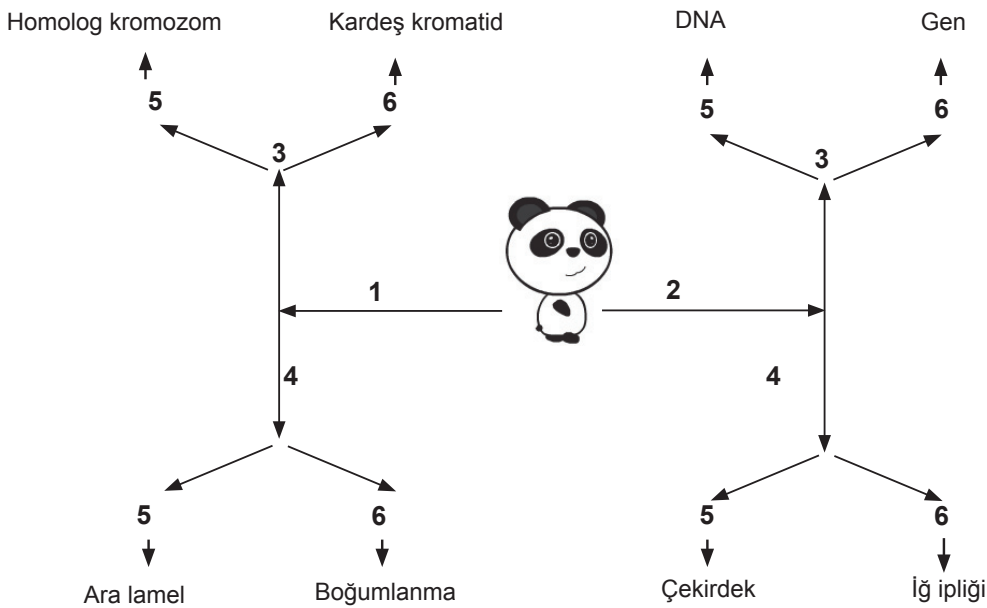 Homolog kromozom Kardeş kromatid DNA Gen
5 6 5 6
3 3
1 2
4 4
5 6 5 6
Ara lamel Boğumlanma Çekirdek İğ ipliği